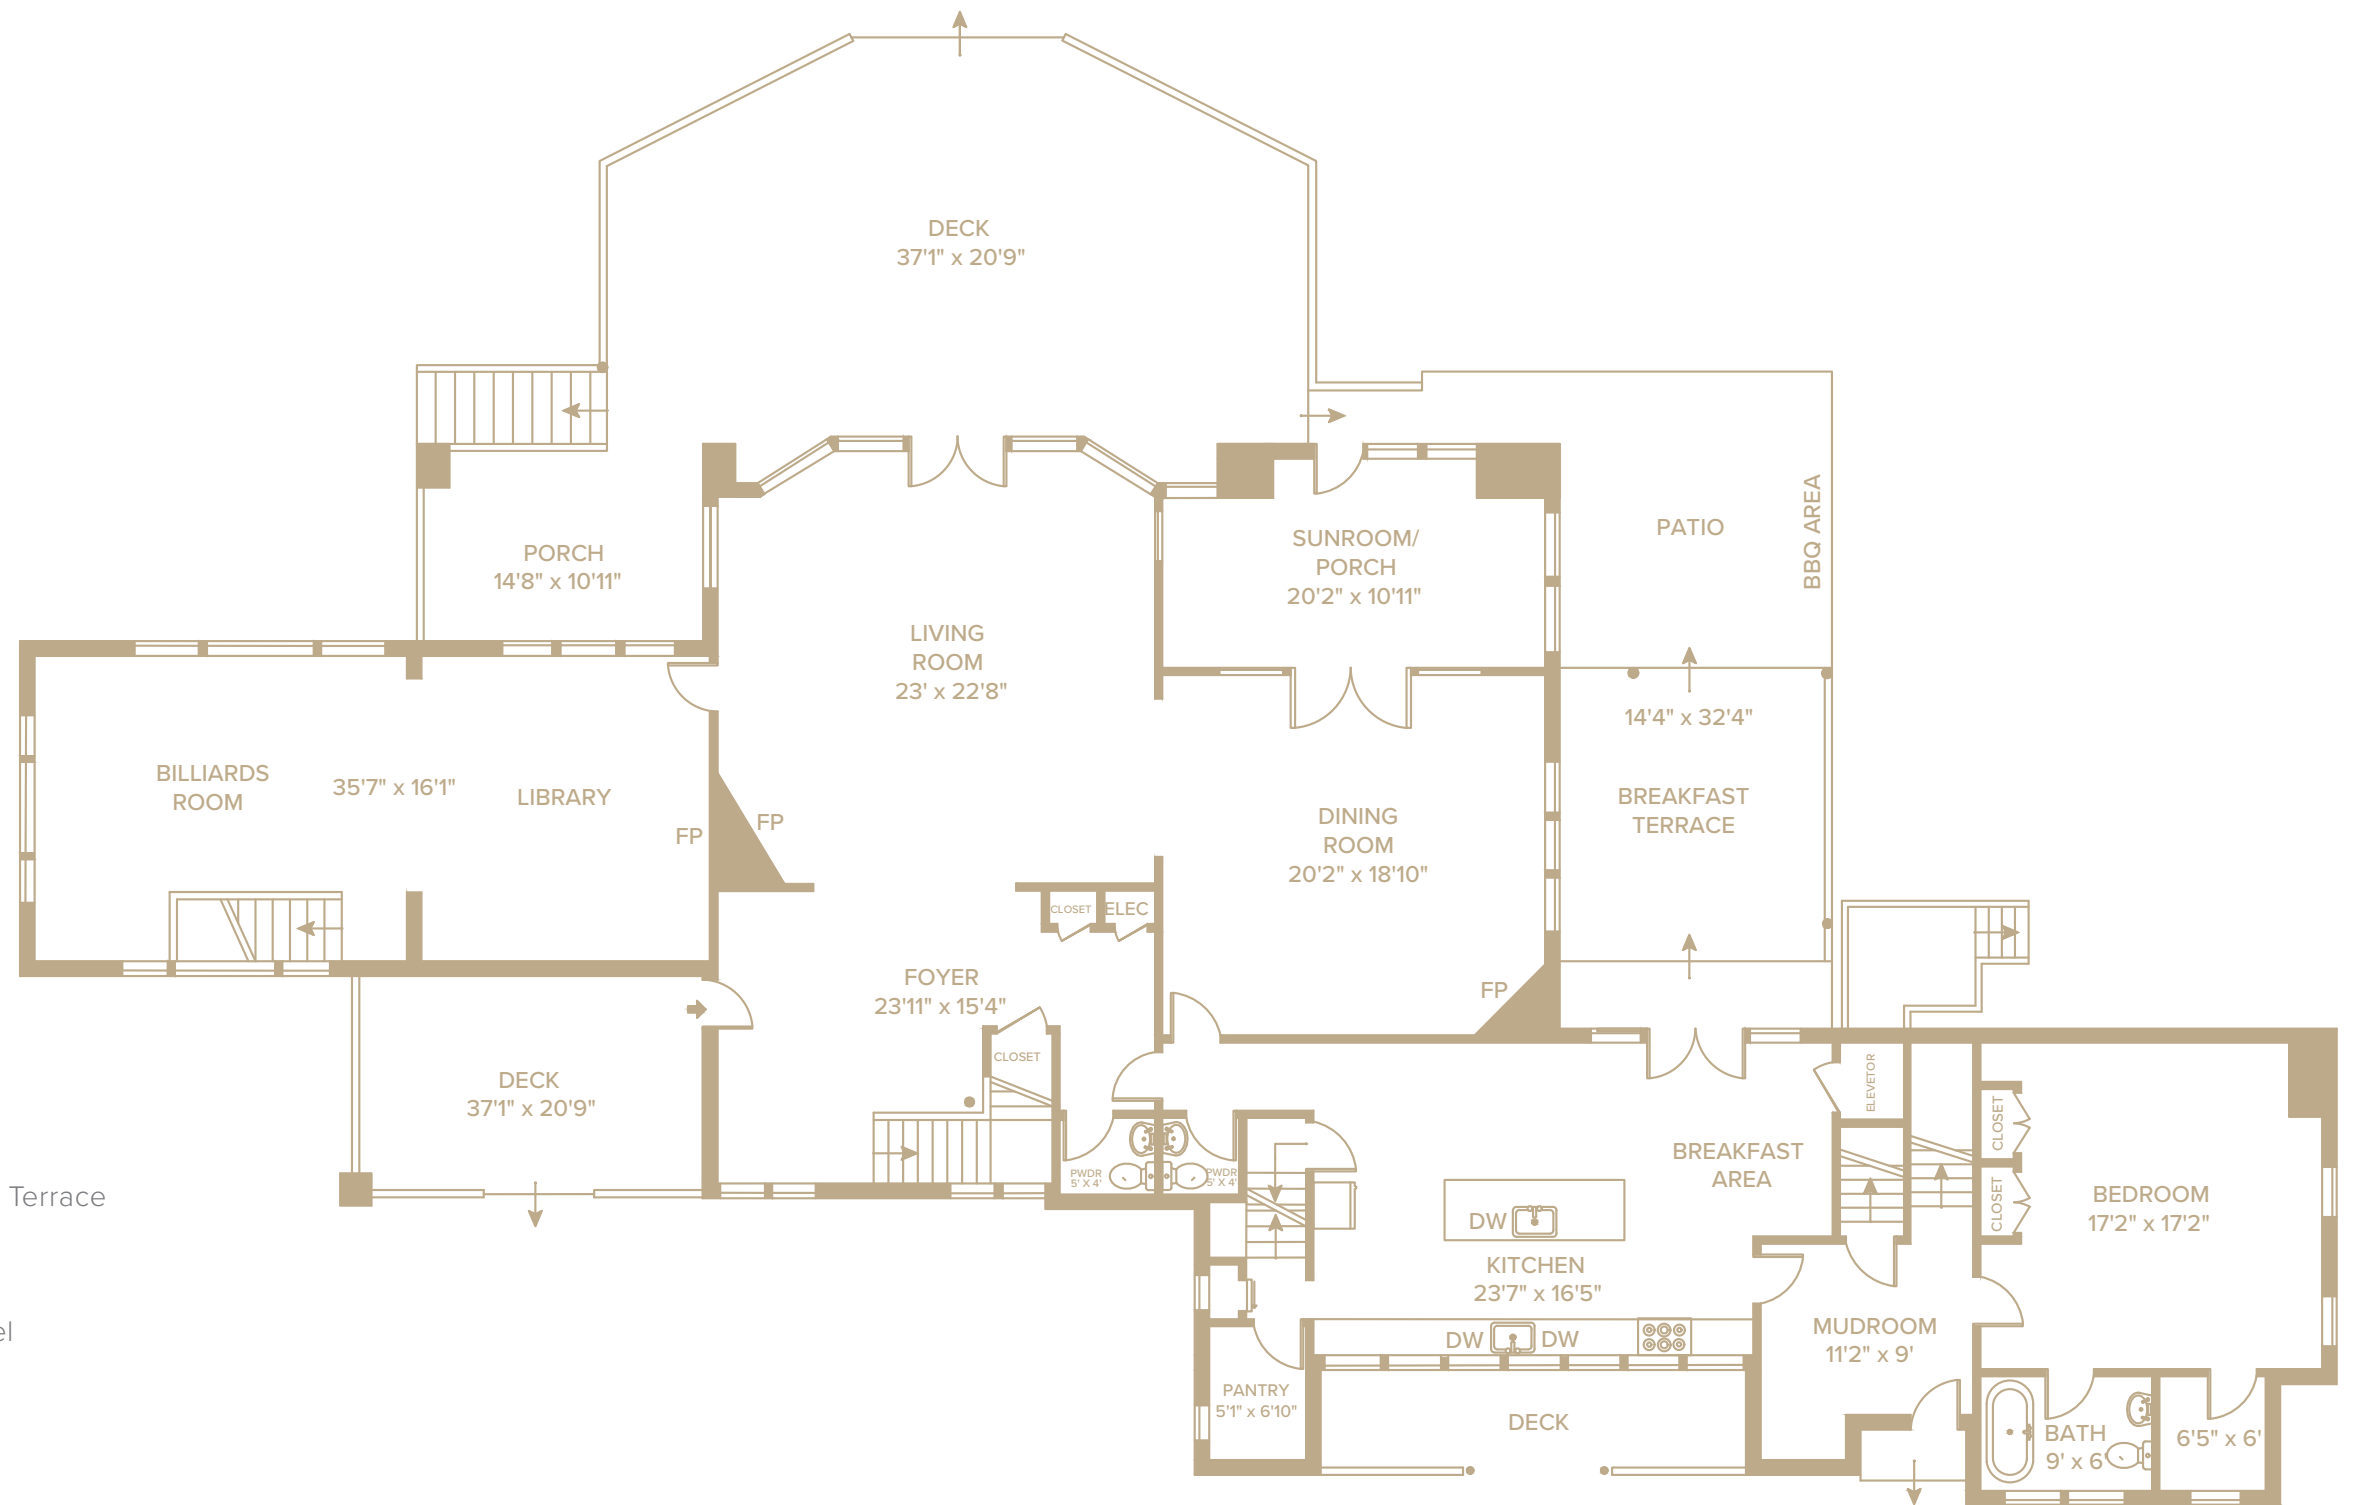 DECK
37'1" x 20'9"
PORCH
14'8" x 10'11"
LIVING
ROOM
23' x 22'8"
SUNROOM/
PORCH
20'2" x 10'11"
PATIO
BBQ AREA
14'4" x 32'4"
BREAKFAST
TERRACE
BILLIARDS
ROOM
35'7" x 16'1"
LIBRARY
FP
FP
DINING
ROOM
20'2" x 18'10"
FP
CLOSET
ELEC
FOYER
23'11" x 15'4"
CLOSET
DECK
37'1" x 20'9"
PWDR
5' X 4'
PWDR
5' X 4'
ELEVETOR
BREAKFAST
AREA
CLOSET
CLOSET
BEDROOM
17'2" x 17'2"
DW
KITCHEN
23'7" x 16'5"
DW
DW
MUDROOM
11'2" x 9'
PANTRY
5'1" x 6'10"
DECK
BATH
9' x 6'
6'5" x 6'
Terrace
el